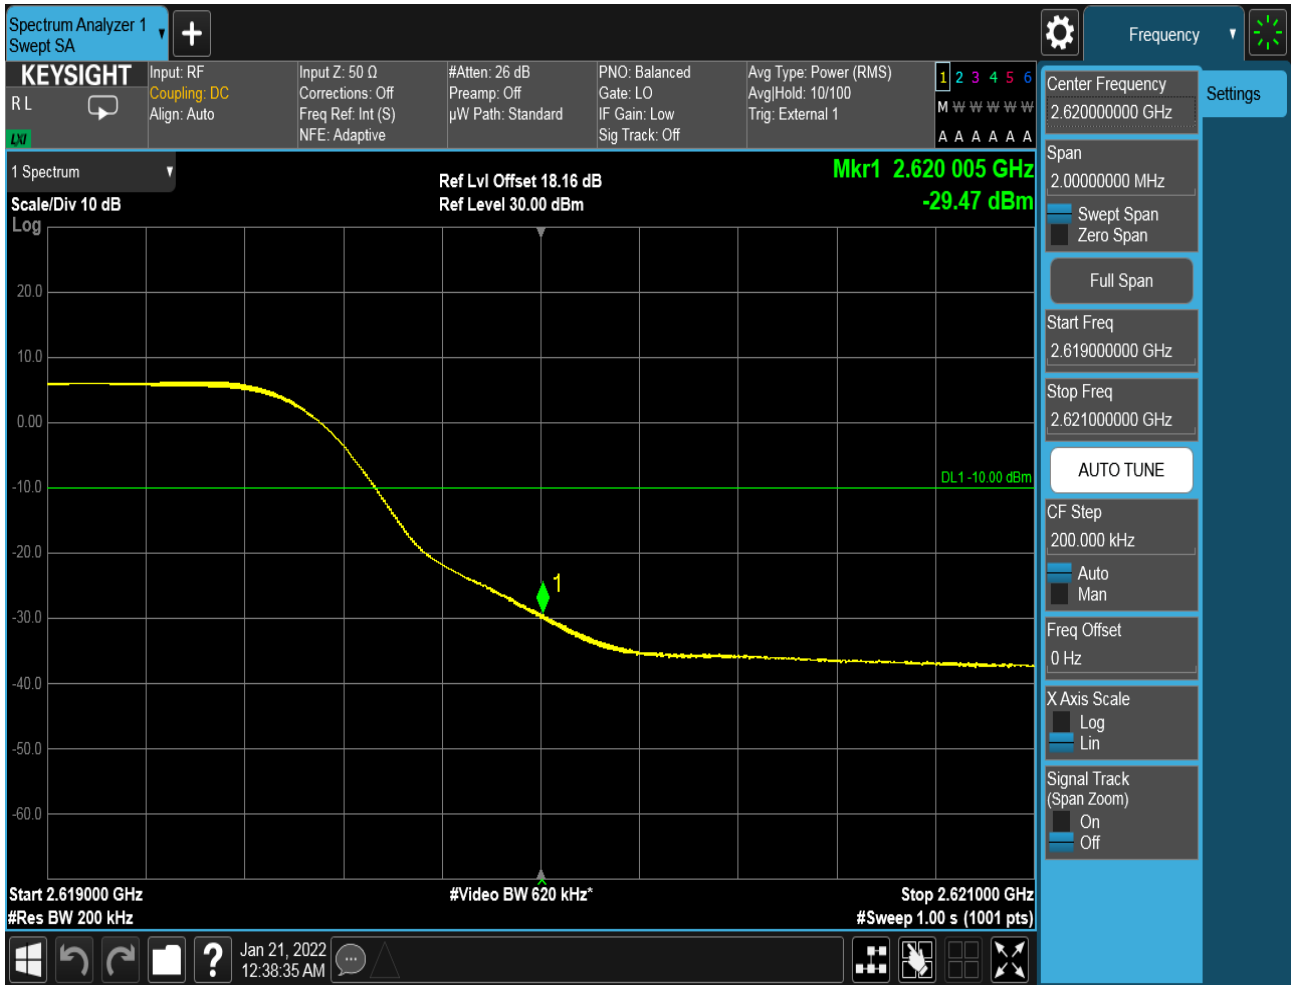 Spectrum Analyzer 1
Swept SA
+
Frequency
KEYSIGHT
R L
LXI
Input: RF
Coupling: DC
Align: Auto
Input Z: 50 Ω
Corrections: Off
Freq Ref: Int (S)
NFE: Adaptive
#Atten: 26 dB
Preamp: Off
µW Path: Standard
PNO: Balanced
Gate: LO
IF Gain: Low
Sig Track: Off
Avg Type: Power (RMS)
Avg|Hold: 10/100
Trig: External 1
1 2 3 4 5 6
M W W W W W
A A A A A A
1 Spectrum
Scale/Div 10 dB
Log
Ref Lvl Offset 18.16 dB
Ref Level 30.00 dBm
Mkr1 2.620 005 GHz
-29.47 dBm
20.0
10.0
0.00
-10.0
-20.0
-30.0
-40.0
-50.0
-60.0
DL1 -10.00 dBm
1
Start 2.619000 GHz
#Res BW 200 kHz
#Video BW 620 kHz*
Stop 2.621000 GHz
#Sweep 1.00 s (1001 pts)
?
Jan 21, 2022
12:38:35 AM
Center Frequency
2.620000000 GHz
Settings
Span
2.00000000 MHz
Swept Span
Zero Span
Full Span
Start Freq
2.619000000 GHz
Stop Freq
2.621000000 GHz
AUTO TUNE
CF Step
200.000 kHz
Auto
Man
Freq Offset
0 Hz
X Axis Scale
Log
Lin
Signal Track
(Span Zoom)
On
Off